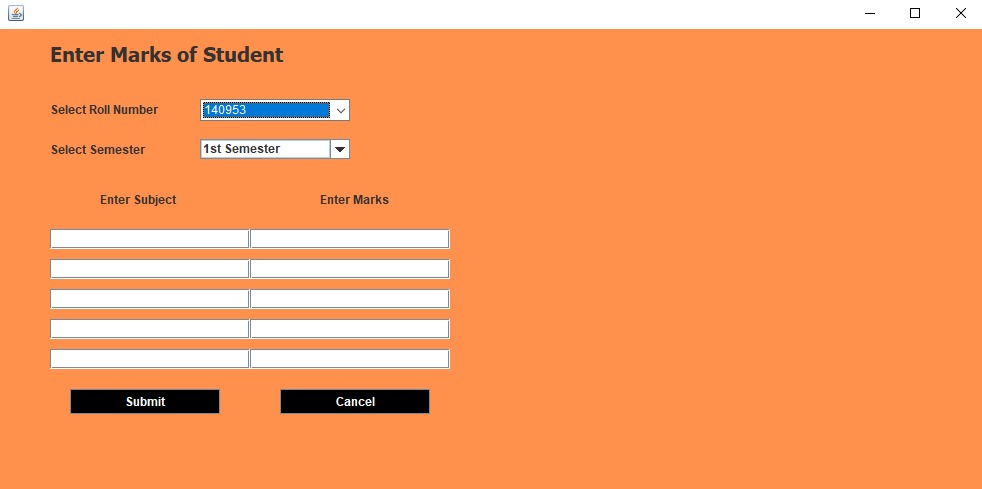 Enter Marks of Student
Select Roll Number 140953
Select Semester 1st Semester
Enter Subject Enter Marks
Submit Cancel